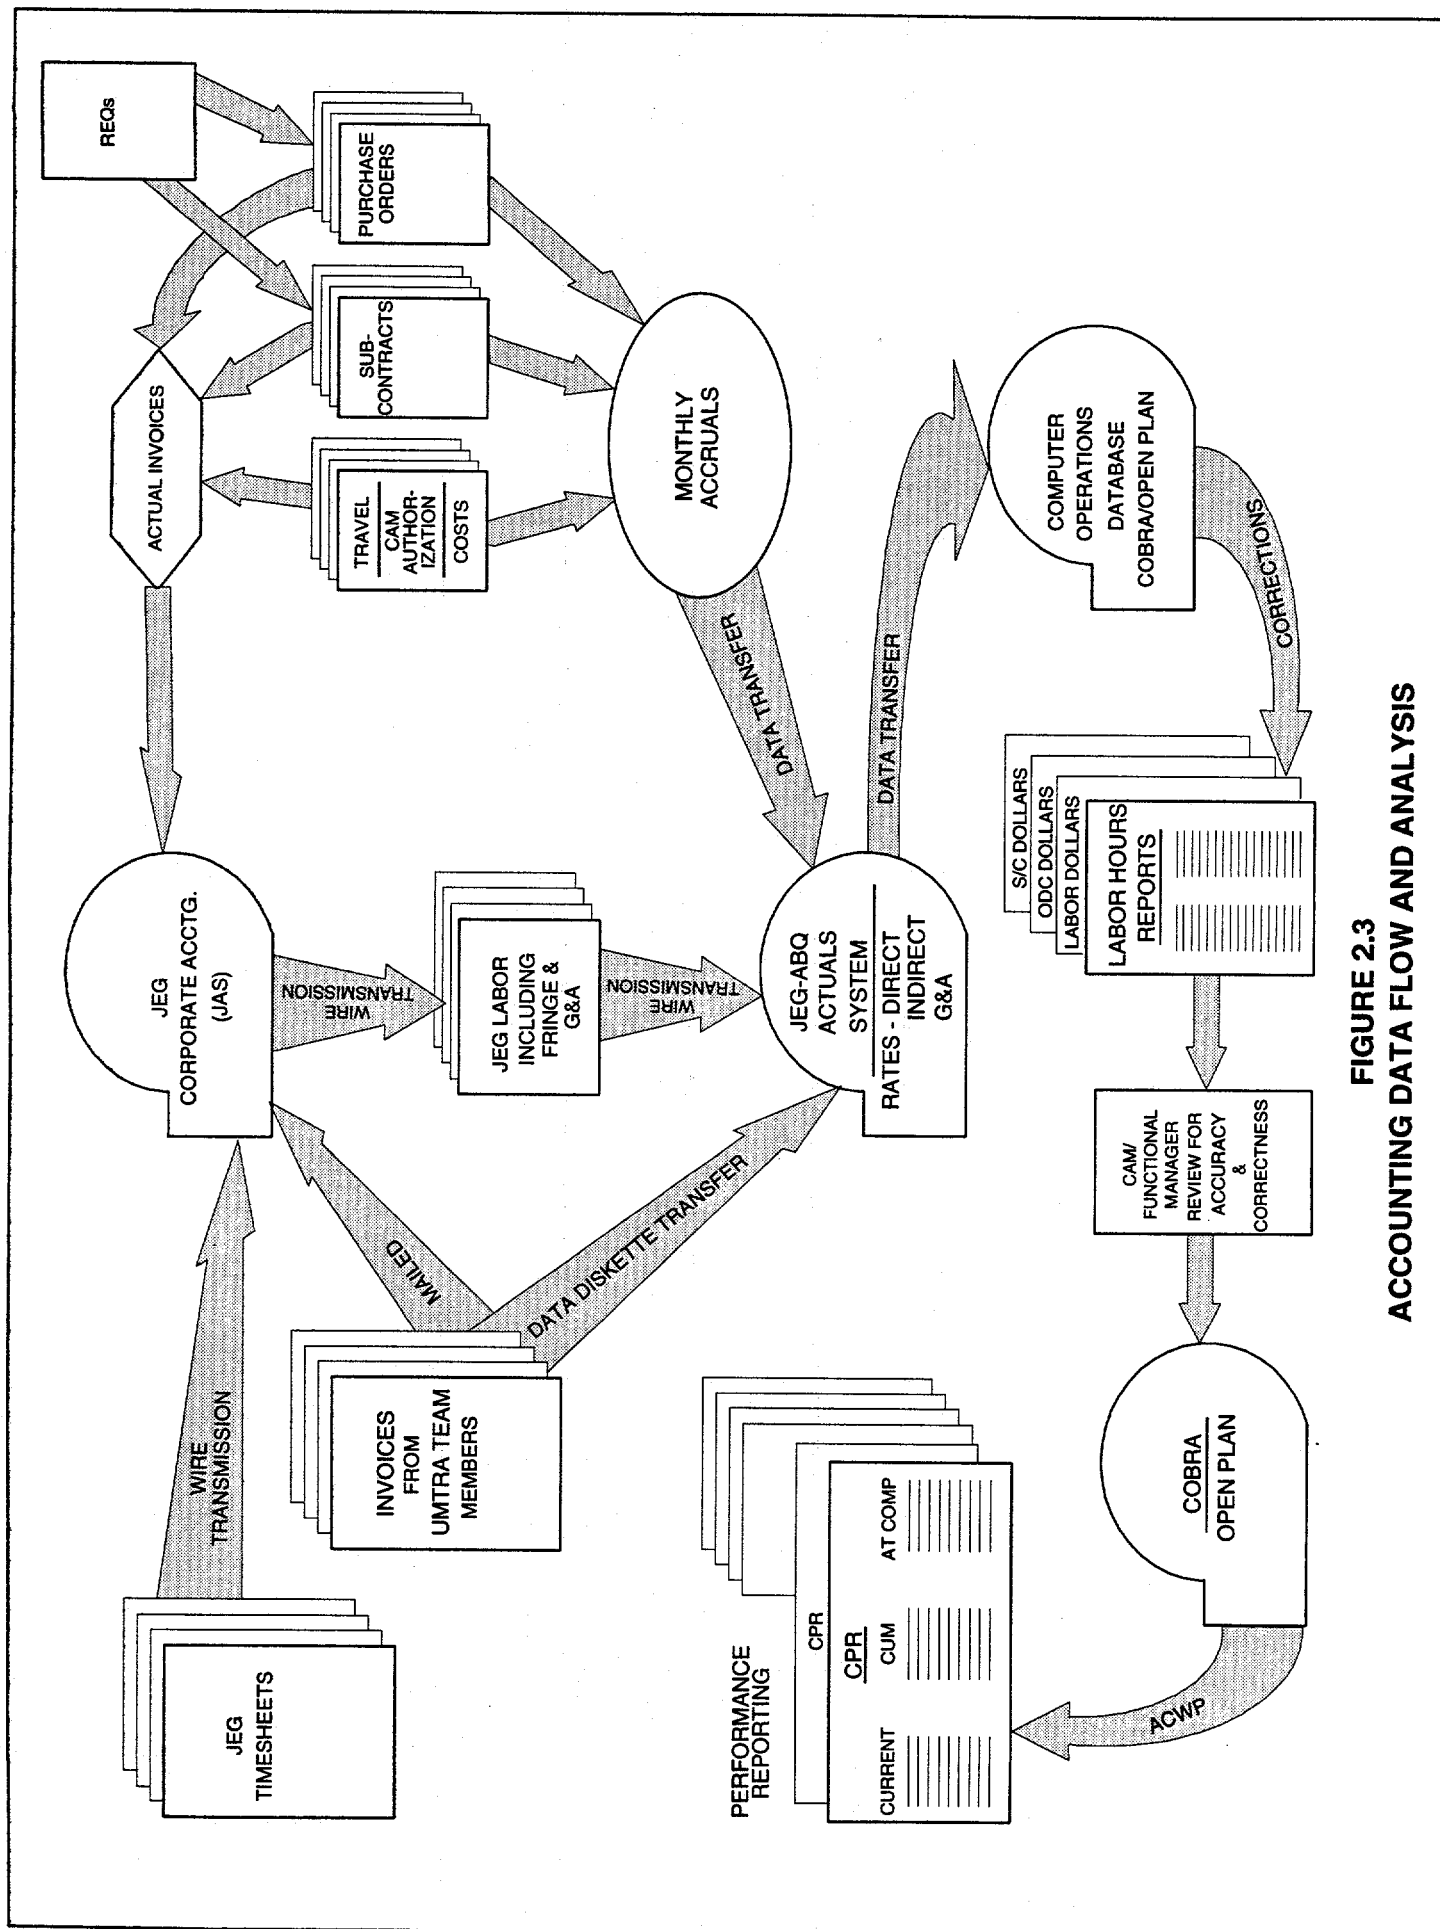 JEG
TIMESHEETS
WIRE
TRANSMISSION
JEG
CORPORATE ACCTG.
(JAS)
ACTUAL INVOICES
REQs
INVOICES
FROM
UMTRA TEAM
MEMBERS
MAILED
DATA DISKETTE TRANSFER
WIRE
TRANSMISSION
JEG LABOR
INCLUDING
FRINGE &
G&A
WIRE
TRANSMISSION
TRAVEL
CAM
AUTHOR-
IZATION
COSTS
SUB-
CONTRACTS
PURCHASE
ORDERS
MONTHLY
ACCRUALS
DATA TRANSFER
JEG-ABQ
ACTUALS
SYSTEM
RATES - DIRECT
INDIRECT
G&A
DATA TRANSFER
COMPUTER
OPERATIONS
DATABASE
COBRA/OPEN PLAN
CORRECTIONS
S/C DOLLARS
ODC DOLLARS
LABOR DOLLARS
LABOR HOURS
REPORTS
CAM/
FUNCTIONAL
MANAGER
REVIEW FOR
ACCURACY
&
CORRECTNESS
COBRA
OPEN PLAN
ACWP
PERFORMANCE
REPORTING
CPR
CPR
CURRENT CUM AT COMP
FIGURE 2.3
ACCOUNTING DATA FLOW AND ANALYSIS